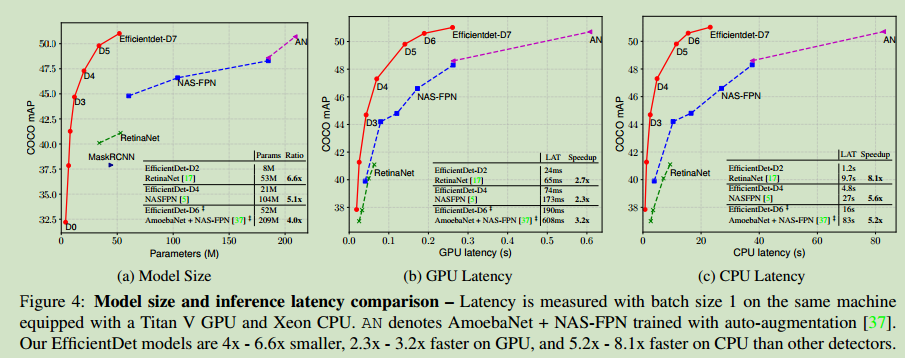 50.0
47.5
45.0
42.5
40.0
37.5
35.0
32.5
COCO mAP
0 50 100 150 200
Parameters (M)
Efficientdet-D7
D5
D4
D3
D0
AN
NAS-FPN
RetinaNet
MaskRCNN
Params Ratio
EfficientDet-D2 8M
RetinaNet [17] 53M 6.6x
EfficientDet-D4 21M
NASFPN [5] 104M 5.1x
EfficientDet-D6 ‡ 52M
AmoebaNet + NAS-FPN [37] ‡ 209M 4.0x
(a) Model Size
50
48
46
44
42
40
38
COCO mAP
0.0 0.1 0.2 0.3 0.4 0.5 0.6
GPU latency (s)
Efficientdet-D7
D6
D5
D4
D3
AN
NAS-FPN
RetinaNet
LAT Speedup
EfficientDet-D2 24ms
RetinaNet [17] 65ms 2.7x
EfficientDet-D4 74ms
NASFPN [5] 173ms 2.3x
EfficientDet-D6 ‡ 190ms
AmoebaNet + NAS-FPN [37] ‡ 608ms 3.2x
(b) GPU Latency
50
48
46
44
42
40
38
COCO mAP
0 20 40 60 80
CPU latency (s)
Efficientdet-D7
D6
D5
D4
D3
AN
NAS-FPN
RetinaNet
LAT Speedup
EfficientDet-D2 1.2s
RetinaNet [17] 9.7s 8.1x
EfficientDet-D4 4.8s
NASFPN [5] 27s 5.6x
EfficientDet-D6 ‡ 16s
AmoebaNet + NAS-FPN [37] ‡ 83s 5.2x
(c) CPU Latency
Figure 4: Model size and inference latency comparison – Latency is measured with batch size 1 on the same machine
equipped with a Titan V GPU and Xeon CPU. AN denotes AmoebaNet + NAS-FPN trained with auto-augmentation [37].
Our EfficientDet models are 4x - 6.6x smaller, 2.3x - 3.2x faster on GPU, and 5.2x - 8.1x faster on CPU than other detectors.